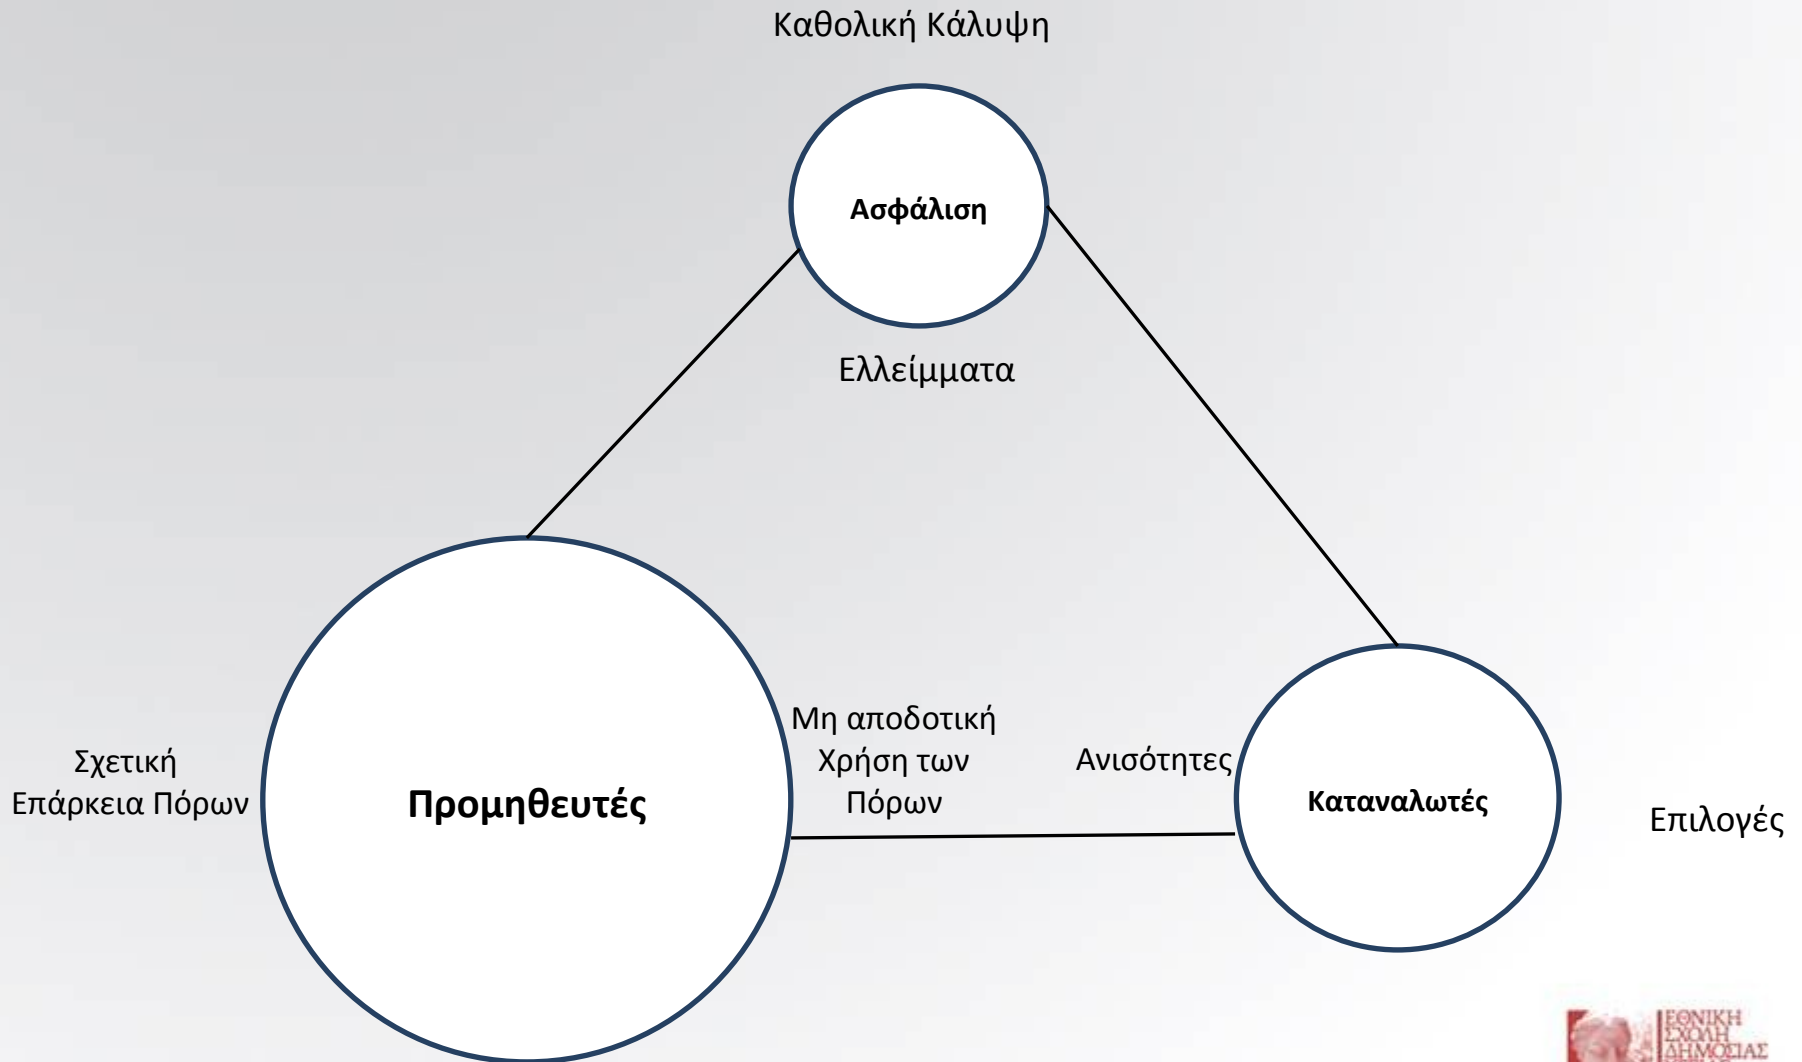 Καθολική Κάλυψη
Ασφάλιση
Ελλείμματα
Σχετική
Επάρκεια Πόρων
Προμηθευτές
Μη αποδοτική
Χρήση των
Πόρων
Ανισότητες
Καταναλωτές
Επιλογές
ΕΘΝΙΚΗ
ΣΧΟΛΗ
ΔΗΜΟΣΙΑΣ